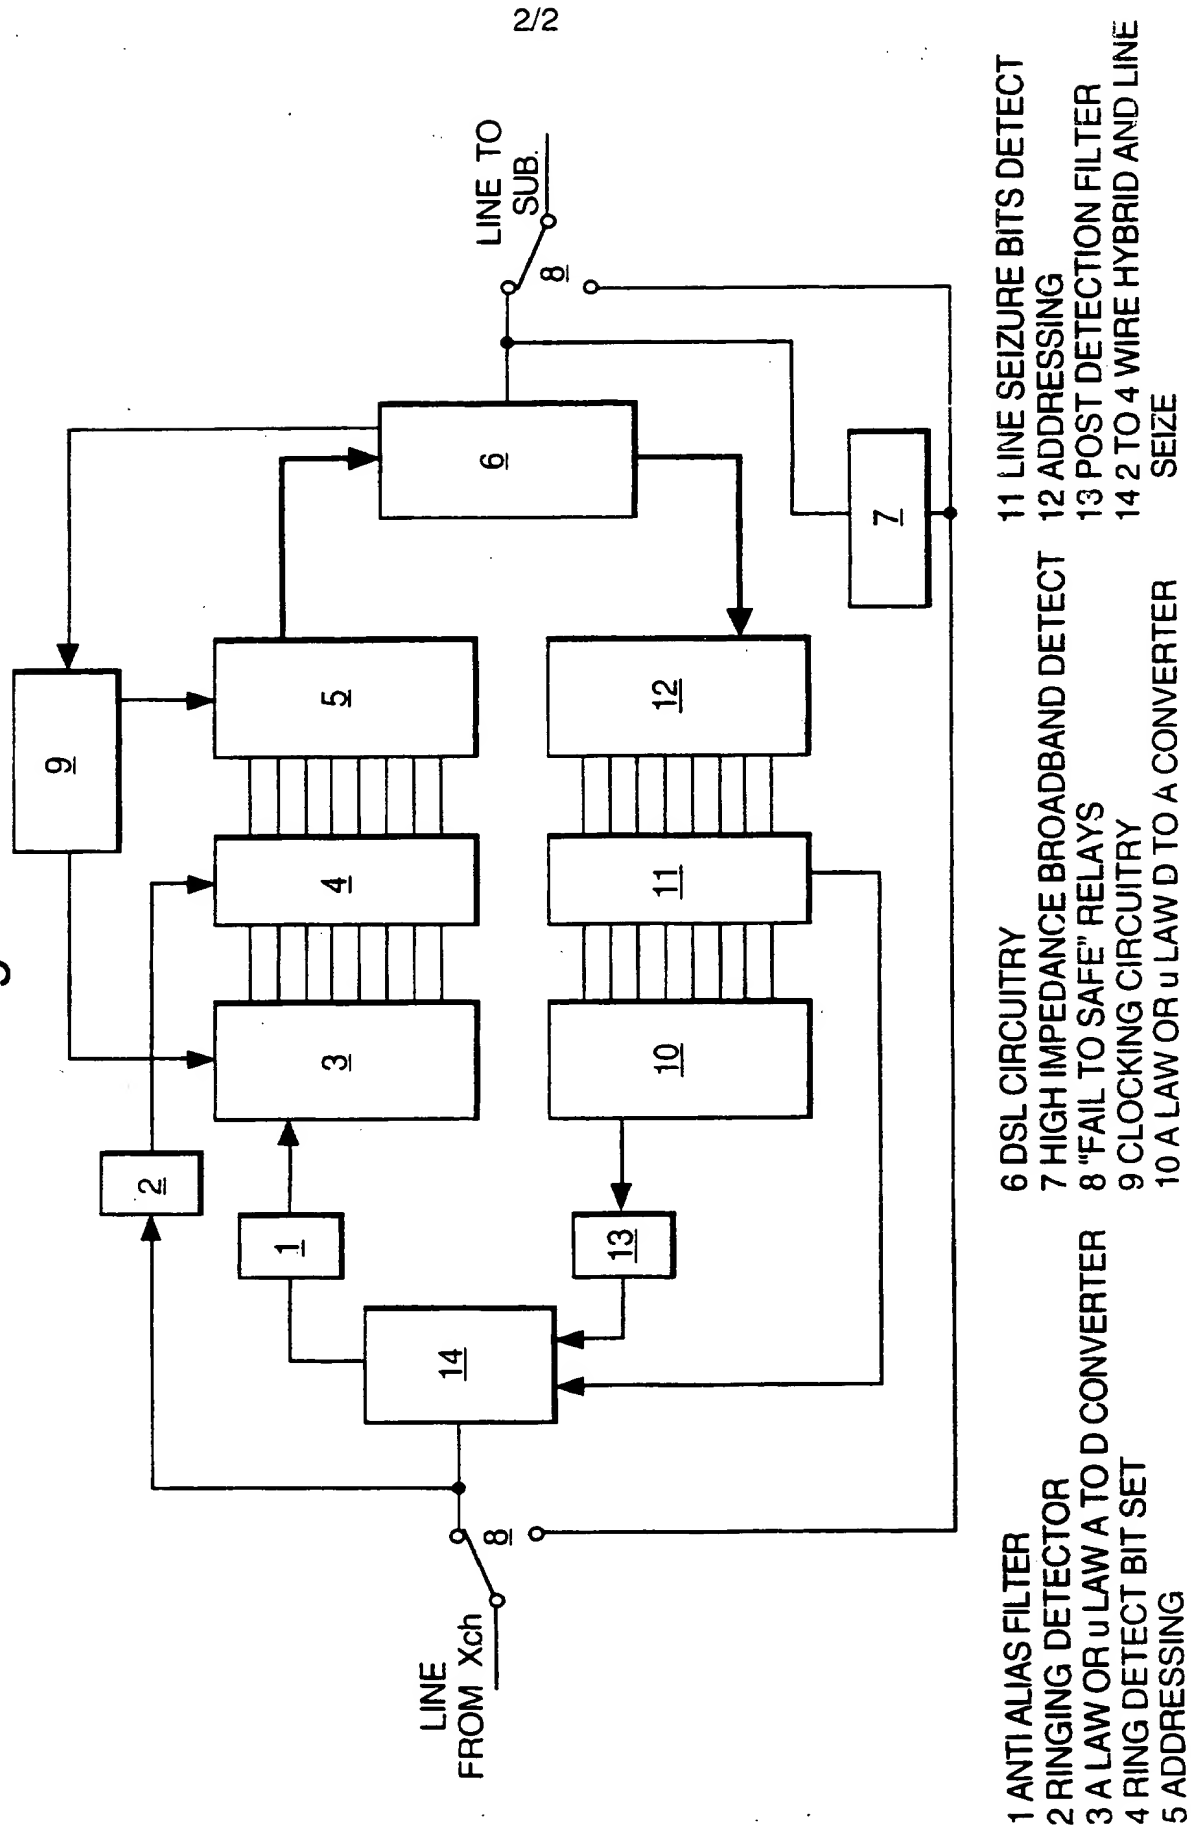 2/2
LINE
FROM Xch
LINE TO
SUB.
8
8
14
1
2
3
4
5
9
6
7
13
10
11
12
1 ANTI ALIAS FILTER
2 RINGING DETECTOR
3 A LAW OR u LAW A TO D CONVERTER
4 RING DETECT BIT SET
5 ADDRESSING
6 DSL CIRCUITRY
7 HIGH IMPEDANCE BROADBAND DETECT
8 "FAIL TO SAFE" RELAYS
9 CLOCKING CIRCUITRY
10 A LAW OR u LAW D TO A CONVERTER
11 LINE SEIZURE BITS DETECT
12 ADDRESSING
13 POST DETECTION FILTER
14 2 TO 4 WIRE HYBRID AND LINE
SEIZE